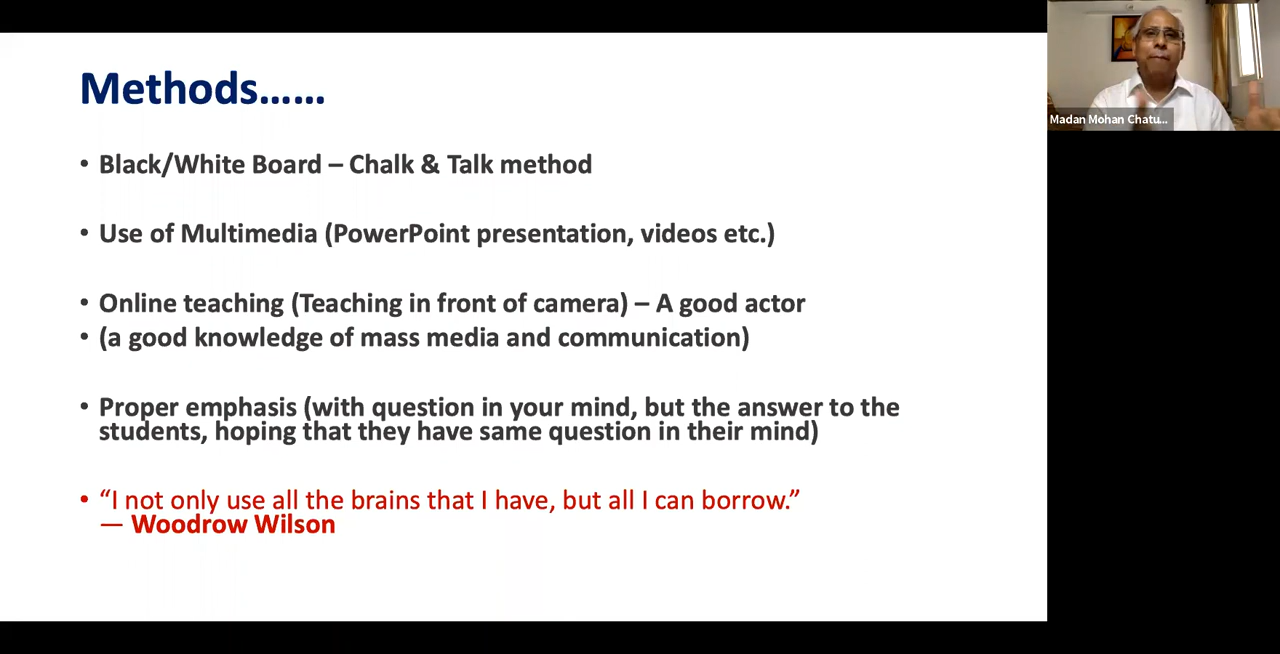 Methods......
• Black/White Board – Chalk & Talk method
• Use of Multimedia (PowerPoint presentation, videos etc.)
• Online teaching (Teaching in front of camera) – A good actor
• (a good knowledge of mass media and communication)
• Proper emphasis (with question in your mind, but the answer to the
students, hoping that they have same question in their mind)
• “I not only use all the brains that I have, but all I can borrow.”
— Woodrow Wilson
Madan Mohan Chatu...